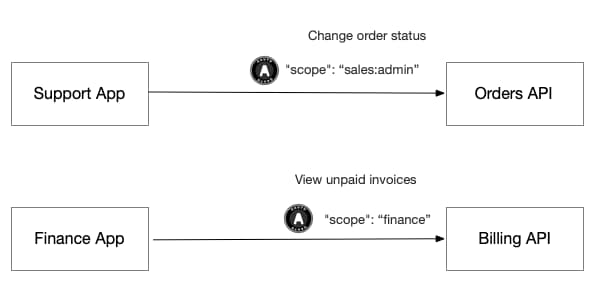 Change order status
A "scope": “sales:admin”
Support App
Orders API
View unpaid invoices
A "scope": “finance”
Finance App
Billing API